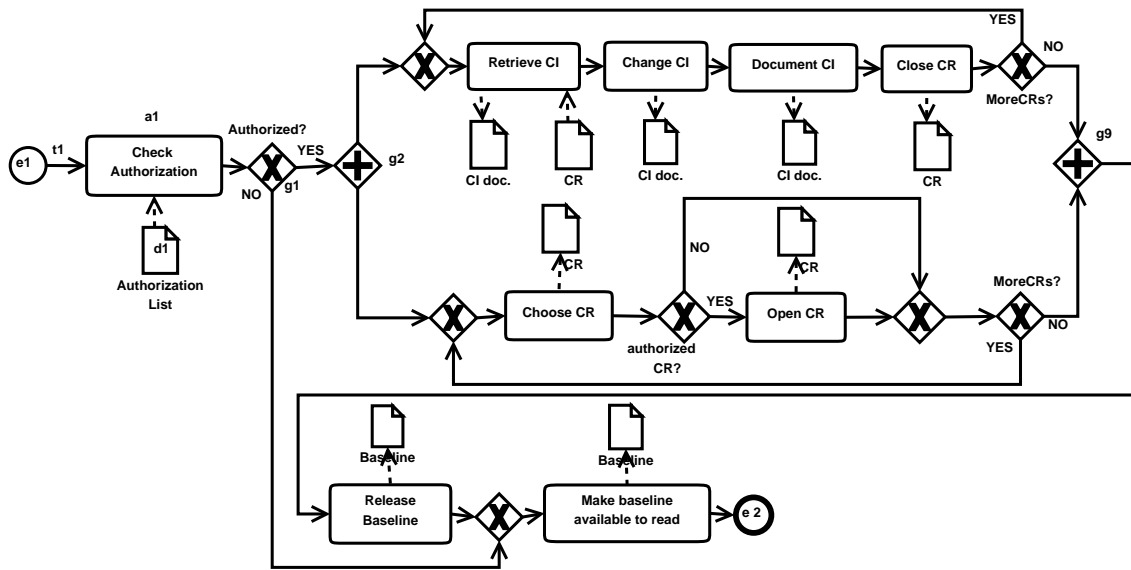 YES
Retrieve CI
Change CI
Document CI
Close CR
NO
MoreCRs?
a1
Authorized?
e1
t1
Check
Authorization
YES
g2
g9
NO
g1
CI doc.
CR
CI doc.
CI doc.
CR
d1
Authorization
List
CR
NO
CR
MoreCRs?
Choose CR
YES
Open CR
NO
authorized
CR?
YES
Baseline
Baseline
Release
Baseline
Make baseline
available to read
e 2